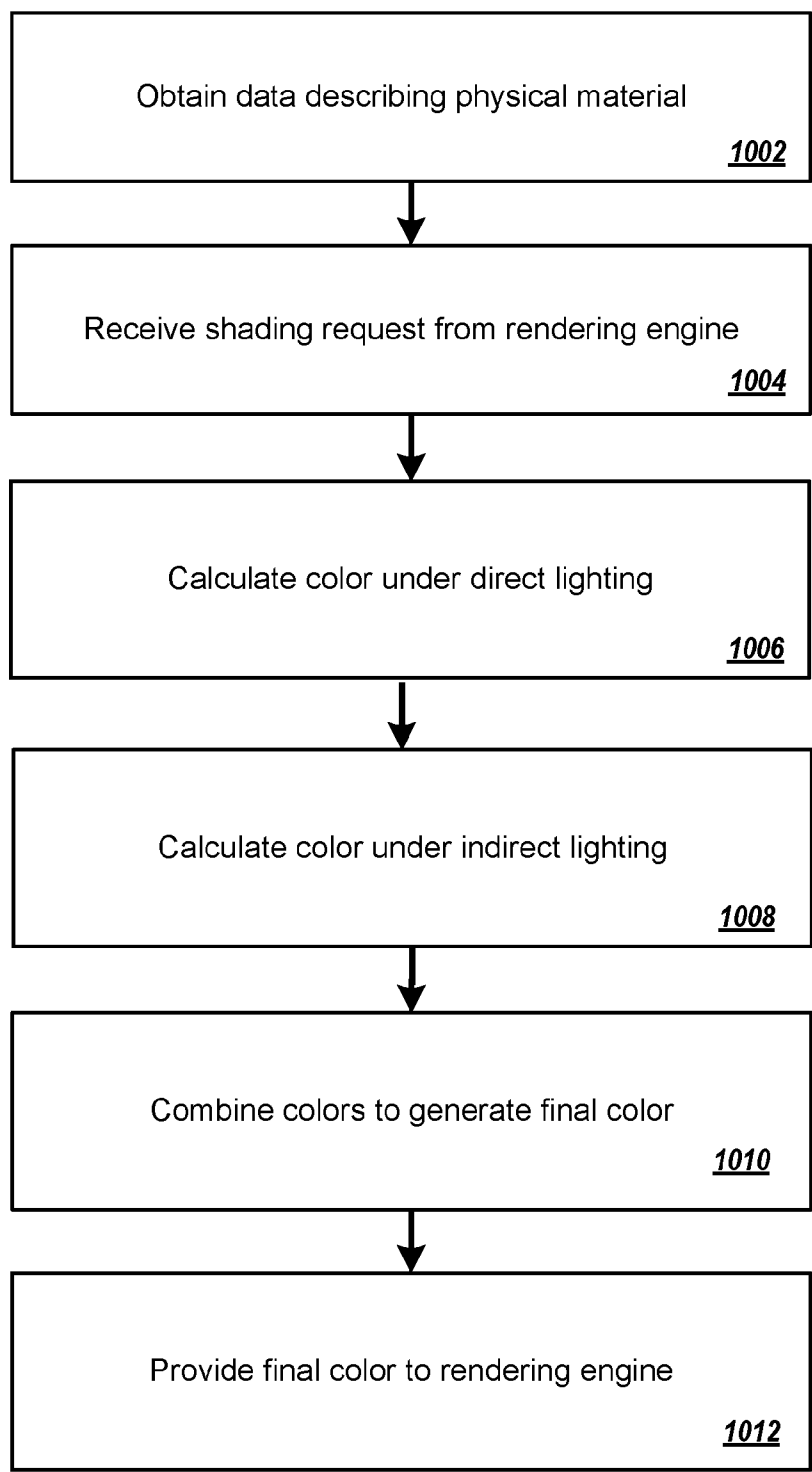 Obtain data describing physical material
1002
Receive shading request from rendering engine
1004
Calculate color under direct lighting
1006
Calculate color under indirect lighting
1008
Combine colors to generate final color
1010
Provide final color to rendering engine
1012